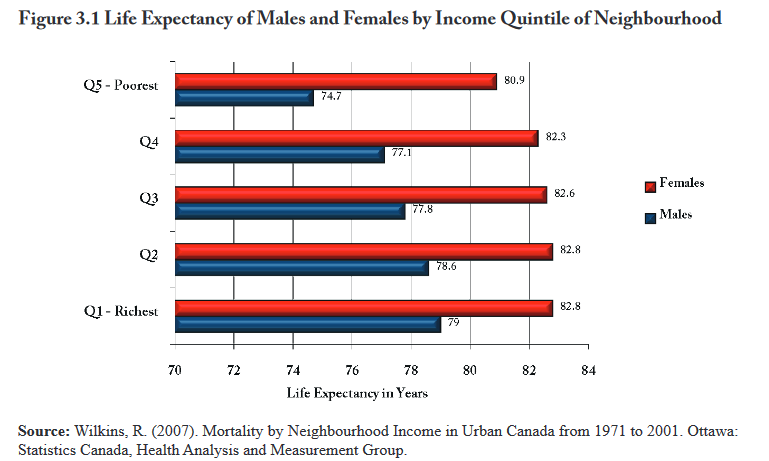 Figure 3.1 Life Expectancy of Males and Females by Income Quintile of Neighbourhood
Q5 - Poorest
80.9
74.7
Q4
82.3
77.1
Q3
82.6
77.8
Females
Males
Q2
82.8
78.6
Q1 - Richest
82.8
79
70 72 74 76 78 80 82 84
Life Expectancy in Years
Source: Wilkins, R. (2007). Mortality by Neighbourhood Income in Urban Canada from 1971 to 2001. Ottawa:
Statistics Canada, Health Analysis and Measurement Group.